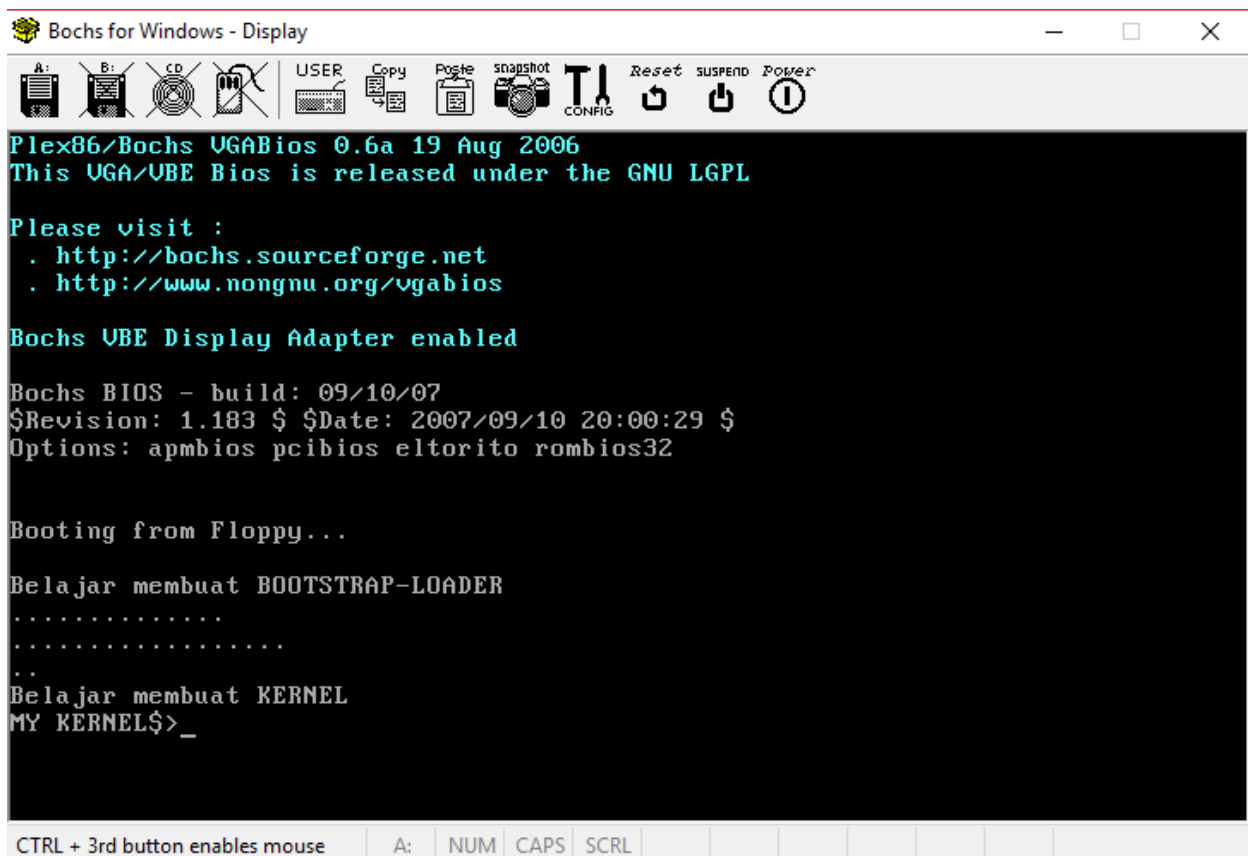 Bochs for Windows - Display
A: B: CD USER Copy Paste snapshot CONFIG Reset SUSPEND Power
Plex86/Bochs VGABios 0.6a 19 Aug 2006
This VGA/VBE Bios is released under the GNU LGPL
Please visit :
. http://bochs.sourceforge.net
. http://www.nongnu.org/vgabios
Bochs VBE Display Adapter enabled
Bochs BIOS - build: 09/10/07
$Revision: 1.183 $ $Date: 2007/09/10 20:00:29 $
Options: apmbios pcibios eltorito rombios32
Booting from Floppy...
Belajar membuat BOOTSTRAP-LOADER
..............
..................
..
Belajar membuat KERNEL
MY KERNEL$>_
CTRL + 3rd button enables mouse A: NUM CAPS SCRL